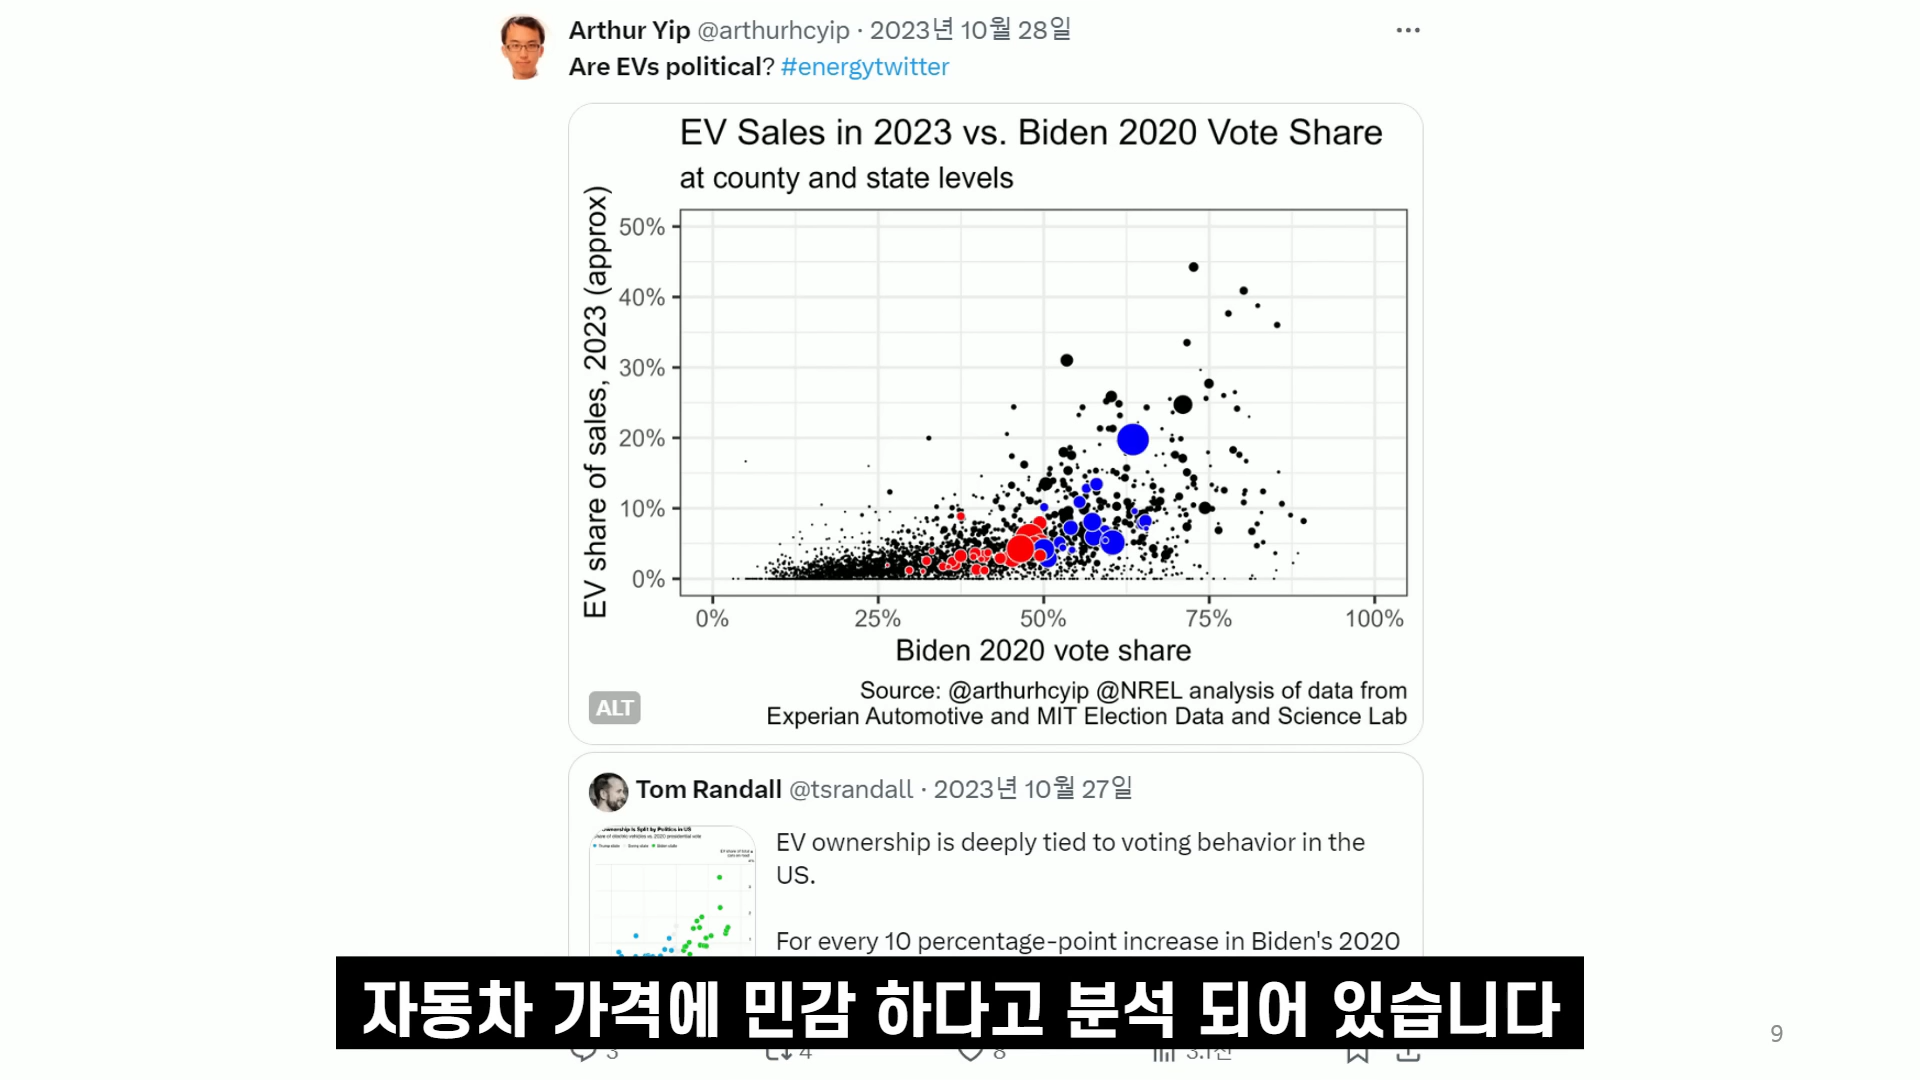 Arthur Yip @arthurhcyip · 2023년 10월 28일
Are EVs political? #energytwitter
EV Sales in 2023 vs. Biden 2020 Vote Share
at county and state levels
EV share of sales, 2023 (approx)
50%
40%
30%
20%
10%
0%
0% 25% 50% 75% 100%
Biden 2020 vote share
Source: @arthurhcyip @NREL analysis of data from
Experian Automotive and MIT Election Data and Science Lab
ALT
Tom Randall @tsrandall · 2023년 10월 27일
EV ownership is deeply tied to voting behavior in the
US.
For every 10 percentage-point increase in Biden's 2020
자동차 가격에 민감 하다고 분석 되어 있습니다
3 4 8 3.1천
9